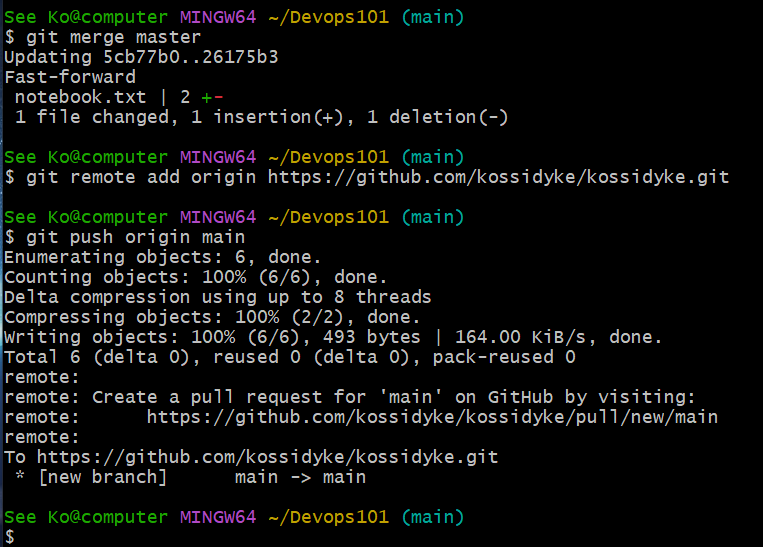 See Ko@computer MINGW64 ~/Devops101 (main)
$ git merge master
Updating 5cb77b0..26175b3
Fast-forward
 notebook.txt | 2 +-
 1 file changed, 1 insertion(+), 1 deletion(-)

See Ko@computer MINGW64 ~/Devops101 (main)
$ git remote add origin https://github.com/kossidyke/kossidyke.git

See Ko@computer MINGW64 ~/Devops101 (main)
$ git push origin main
Enumerating objects: 6, done.
Counting objects: 100% (6/6), done.
Delta compression using up to 8 threads
Compressing objects: 100% (2/2), done.
Writing objects: 100% (6/6), 493 bytes | 164.00 KiB/s, done.
Total 6 (delta 0), reused 0 (delta 0), pack-reused 0
remote:
remote: Create a pull request for 'main' on GitHub by visiting:
remote:      https://github.com/kossidyke/kossidyke/pull/new/main
remote:
To https://github.com/kossidyke/kossidyke.git
 * [new branch]      main -> main

See Ko@computer MINGW64 ~/Devops101 (main)
$